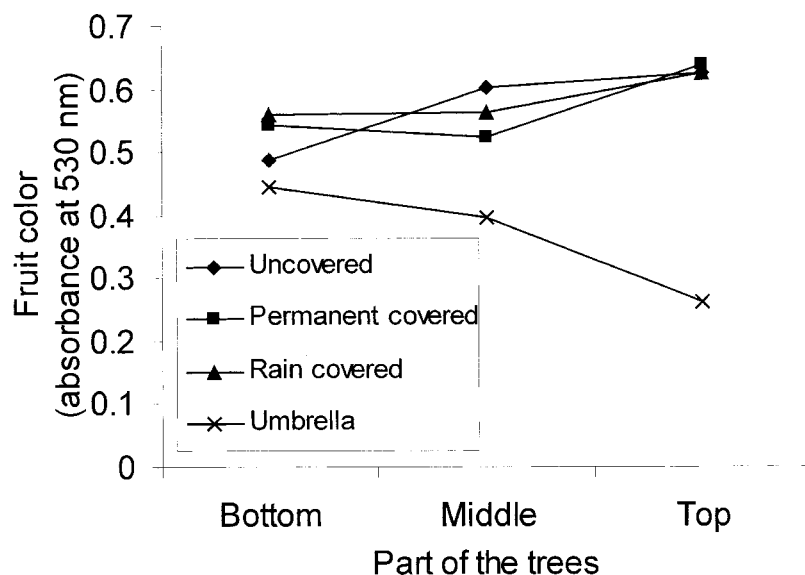 0.7
0.6
0.5
0.4
0.3
0.2
0.1
0
Fruit color
(absorbance at 530 nm)
Uncovered
Permanent covered
Rain covered
Umbrella
Bottom Middle Top
Part of the trees